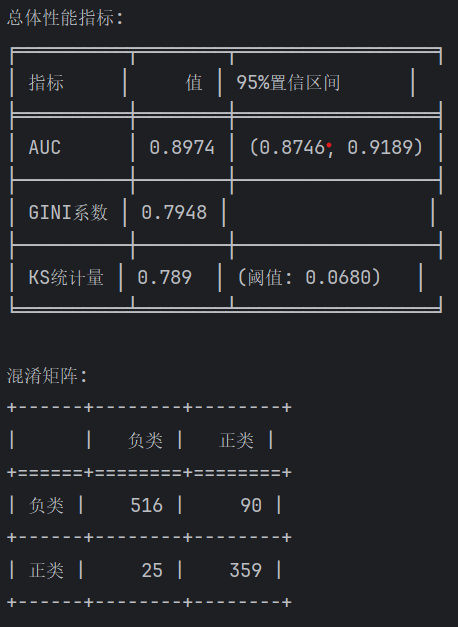 总体性能指标:
指标 值 95%置信区间
AUC 0.8974 (0.8746, 0.9189)
GINI系数 0.7948
KS统计量 0.789 (阈值: 0.0680)
混淆矩阵:
+------+--------+--------+
| | 负类 | 正类 |
+======+========+========+
| 负类 | 516 | 90 |
+------+--------+--------+
| 正类 | 25 | 359 |
+------+--------+--------+